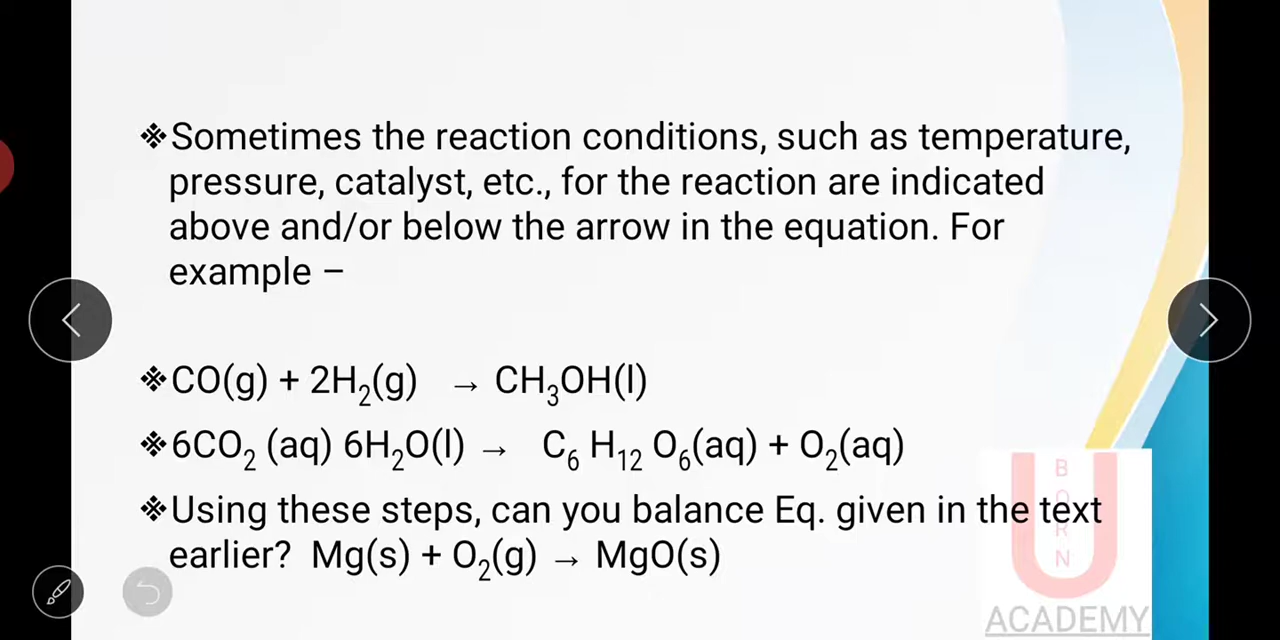 ❖Sometimes the reaction conditions, such as temperature,
pressure, catalyst, etc., for the reaction are indicated
above and/or below the arrow in the equation. For
example –
❖CO(g) + 2H₂(g) → CH₃OH(l)
❖6CO₂ (aq) 6H₂O(l) → C₆ H₁₂ O₆(aq) + O₂(aq)
❖Using these steps, can you balance Eq. given in the text
earlier? Mg(s) + O₂(g) → MgO(s)
U
BORN
ACADEMY